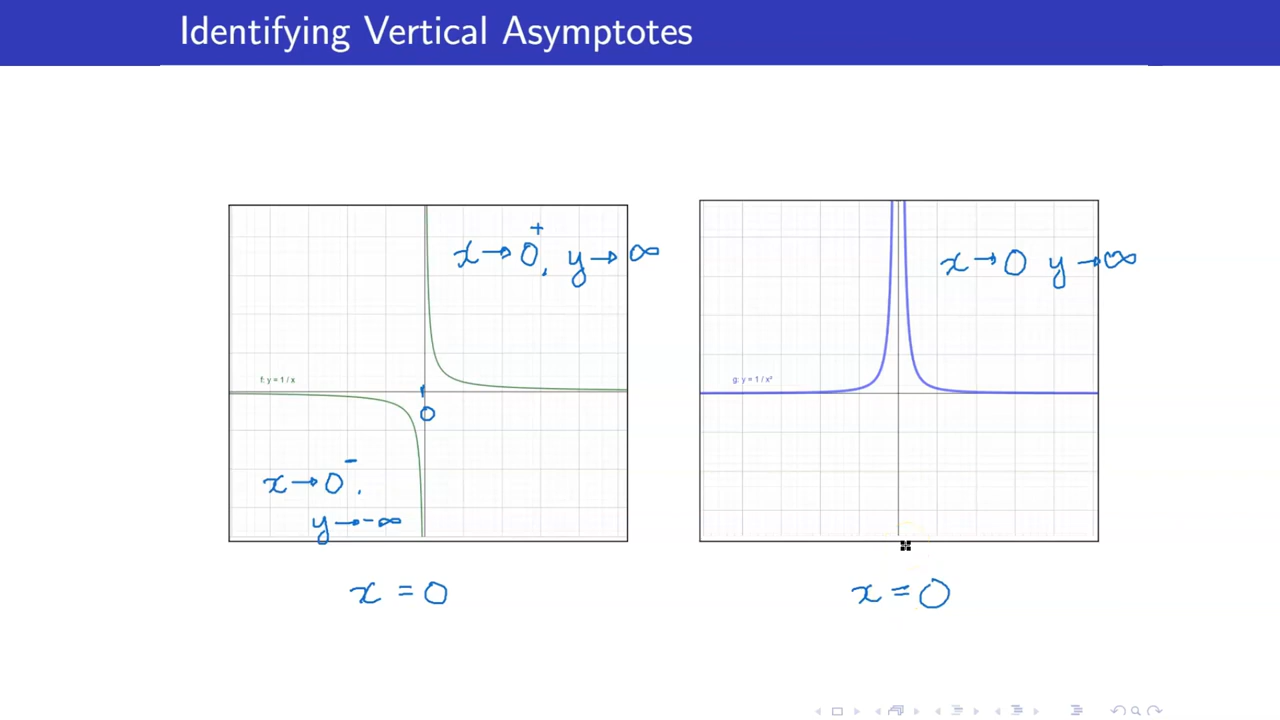 Identifying Vertical Asymptotes
x→0⁺, y→∞
f: y = 1 / x
0
x→0⁻,
y→-∞
x = 0
x→0 y→∞
g: y = 1 / x²
x = 0